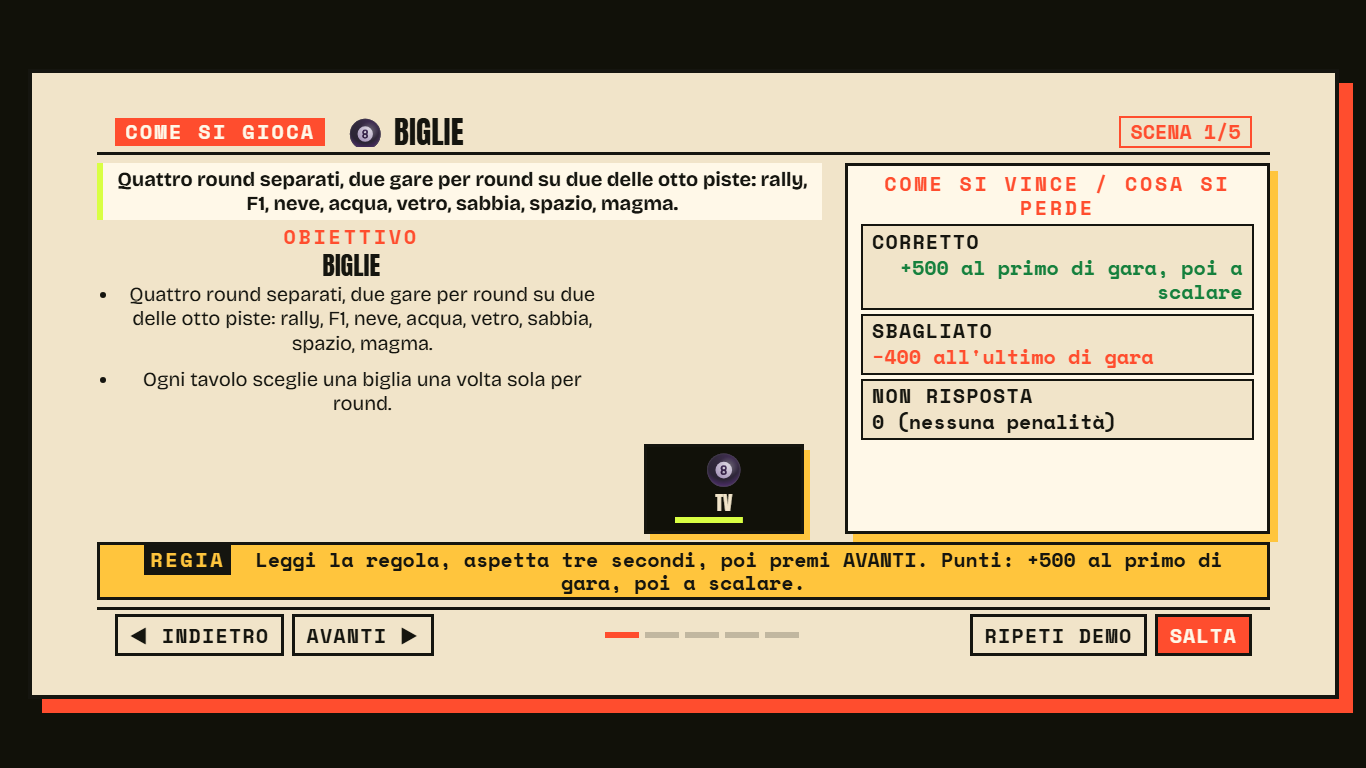 COME SI GIOCA
8
BIGLIE
SCENA 1/5
Quattro round separati, due gare per round su due delle otto piste: rally,
F1, neve, acqua, vetro, sabbia, spazio, magma.
OBIETTIVO
BIGLIE
• Quattro round separati, due gare per round su due
delle otto piste: rally, F1, neve, acqua, vetro, sabbia,
spazio, magma.
• Ogni tavolo sceglie una biglia una volta sola per
round.
8
TV
COME SI VINCE / COSA SI
PERDE
CORRETTO
+500 al primo di gara, poi a
scalare
SBAGLIATO
−400 all'ultimo di gara
NON RISPOSTA
0 (nessuna penalità)
REGIA Leggi la regola, aspetta tre secondi, poi premi AVANTI. Punti: +500 al primo di
gara, poi a scalare.
◀ INDIETRO
AVANTI ▶
RIPETI DEMO
SALTA